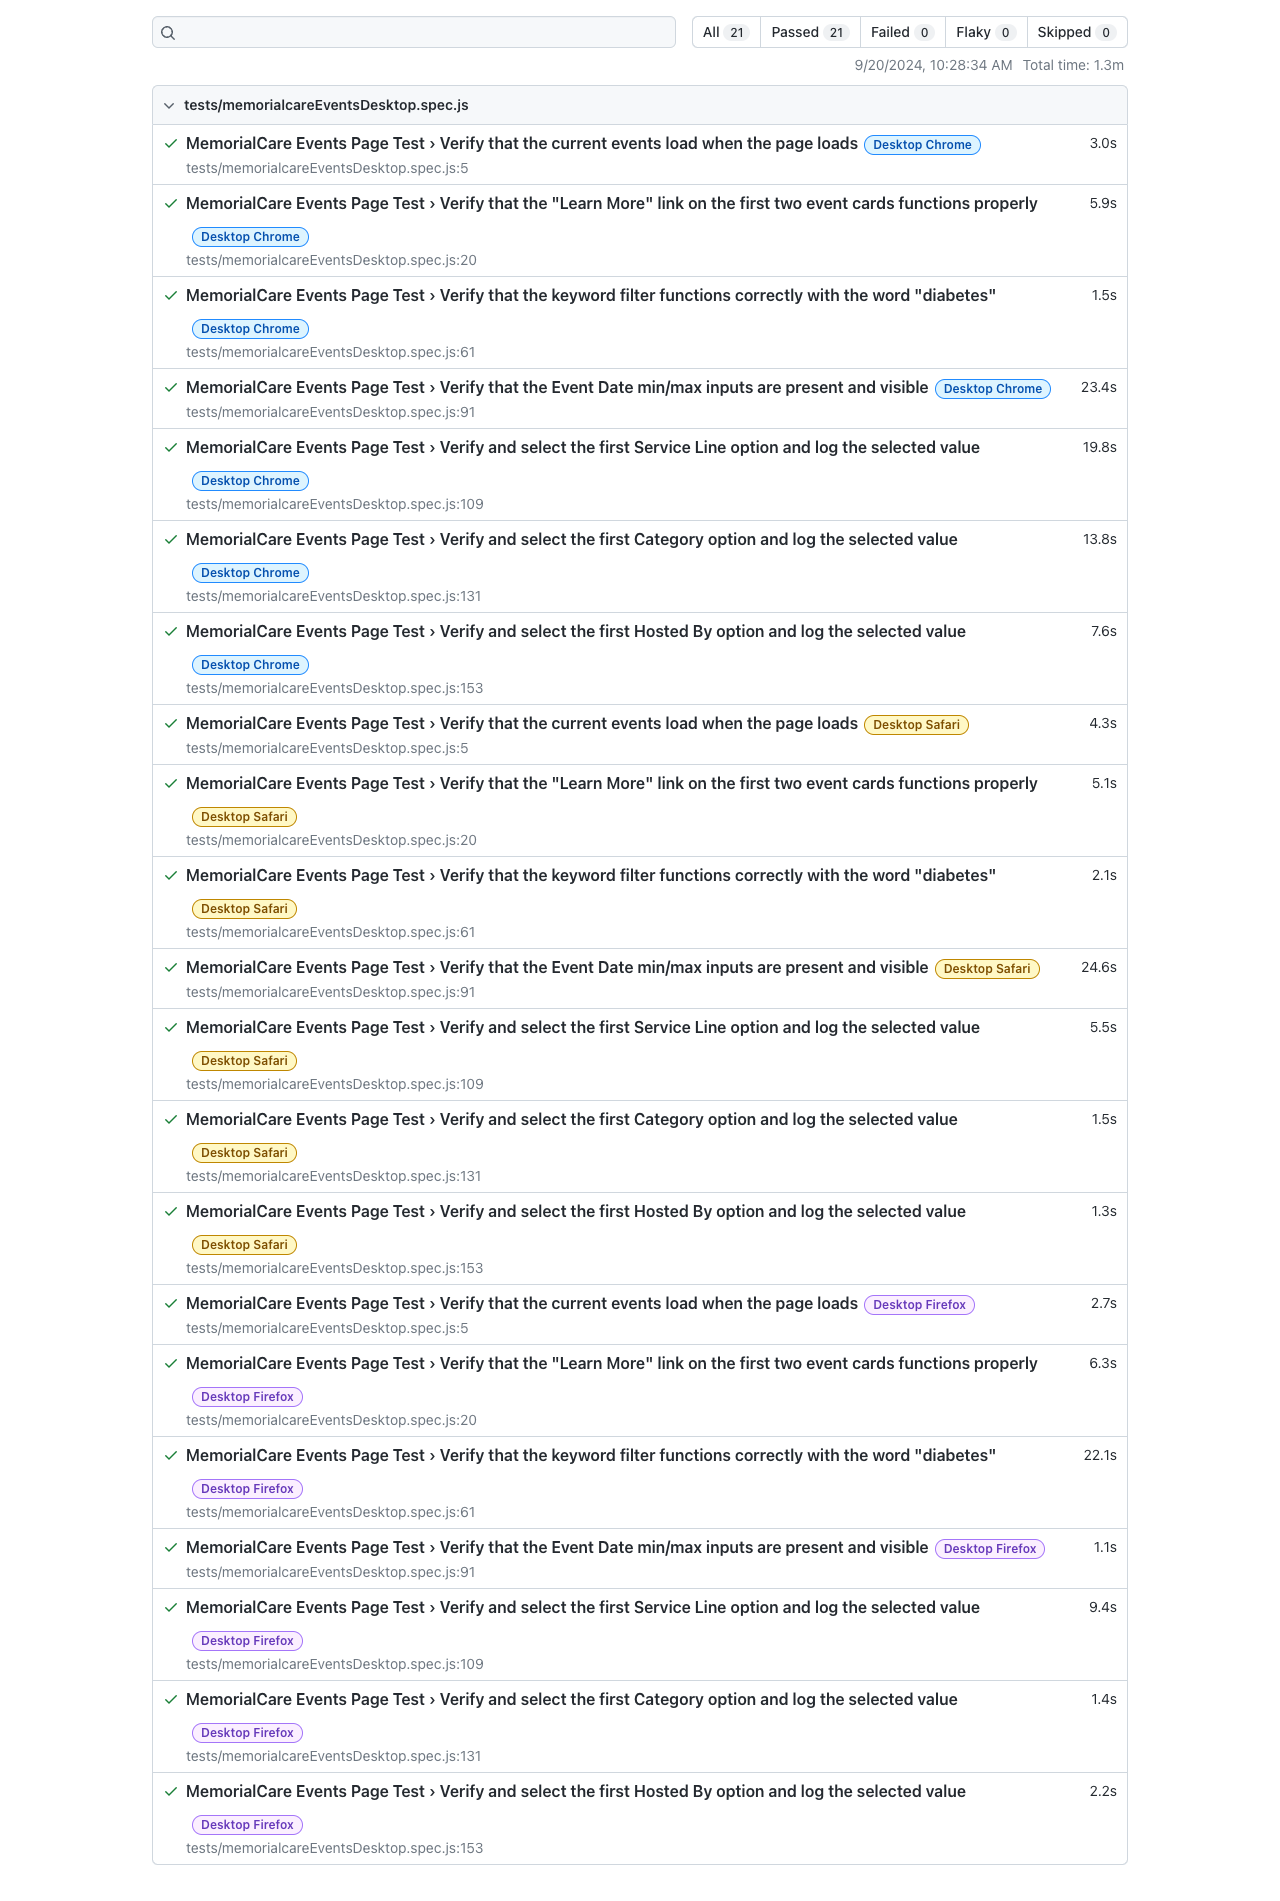 All 21 Passed 21 Failed 0 Flaky 0 Skipped 0
9/20/2024, 10:28:34 AM Total time: 1.3m
tests/memorialcareEventsDesktop.spec.js
MemorialCare Events Page Test › Verify that the current events load when the page loads Desktop Chrome 3.0s
tests/memorialcareEventsDesktop.spec.js:5
MemorialCare Events Page Test › Verify that the "Learn More" link on the first two event cards functions properly 5.9s
Desktop Chrome
tests/memorialcareEventsDesktop.spec.js:20
MemorialCare Events Page Test › Verify that the keyword filter functions correctly with the word "diabetes" 1.5s
Desktop Chrome
tests/memorialcareEventsDesktop.spec.js:61
MemorialCare Events Page Test › Verify that the Event Date min/max inputs are present and visible Desktop Chrome 23.4s
tests/memorialcareEventsDesktop.spec.js:91
MemorialCare Events Page Test › Verify and select the first Service Line option and log the selected value 19.8s
Desktop Chrome
tests/memorialcareEventsDesktop.spec.js:109
MemorialCare Events Page Test › Verify and select the first Category option and log the selected value 13.8s
Desktop Chrome
tests/memorialcareEventsDesktop.spec.js:131
MemorialCare Events Page Test › Verify and select the first Hosted By option and log the selected value 7.6s
Desktop Chrome
tests/memorialcareEventsDesktop.spec.js:153
MemorialCare Events Page Test › Verify that the current events load when the page loads Desktop Safari 4.3s
tests/memorialcareEventsDesktop.spec.js:5
MemorialCare Events Page Test › Verify that the "Learn More" link on the first two event cards functions properly 5.1s
Desktop Safari
tests/memorialcareEventsDesktop.spec.js:20
MemorialCare Events Page Test › Verify that the keyword filter functions correctly with the word "diabetes" 2.1s
Desktop Safari
tests/memorialcareEventsDesktop.spec.js:61
MemorialCare Events Page Test › Verify that the Event Date min/max inputs are present and visible Desktop Safari 24.6s
tests/memorialcareEventsDesktop.spec.js:91
MemorialCare Events Page Test › Verify and select the first Service Line option and log the selected value 5.5s
Desktop Safari
tests/memorialcareEventsDesktop.spec.js:109
MemorialCare Events Page Test › Verify and select the first Category option and log the selected value 1.5s
Desktop Safari
tests/memorialcareEventsDesktop.spec.js:131
MemorialCare Events Page Test › Verify and select the first Hosted By option and log the selected value 1.3s
Desktop Safari
tests/memorialcareEventsDesktop.spec.js:153
MemorialCare Events Page Test › Verify that the current events load when the page loads Desktop Firefox 2.7s
tests/memorialcareEventsDesktop.spec.js:5
MemorialCare Events Page Test › Verify that the "Learn More" link on the first two event cards functions properly 6.3s
Desktop Firefox
tests/memorialcareEventsDesktop.spec.js:20
MemorialCare Events Page Test › Verify that the keyword filter functions correctly with the word "diabetes" 22.1s
Desktop Firefox
tests/memorialcareEventsDesktop.spec.js:61
MemorialCare Events Page Test › Verify that the Event Date min/max inputs are present and visible Desktop Firefox 1.1s
tests/memorialcareEventsDesktop.spec.js:91
MemorialCare Events Page Test › Verify and select the first Service Line option and log the selected value 9.4s
Desktop Firefox
tests/memorialcareEventsDesktop.spec.js:109
MemorialCare Events Page Test › Verify and select the first Category option and log the selected value 1.4s
Desktop Firefox
tests/memorialcareEventsDesktop.spec.js:131
MemorialCare Events Page Test › Verify and select the first Hosted By option and log the selected value 2.2s
Desktop Firefox
tests/memorialcareEventsDesktop.spec.js:153